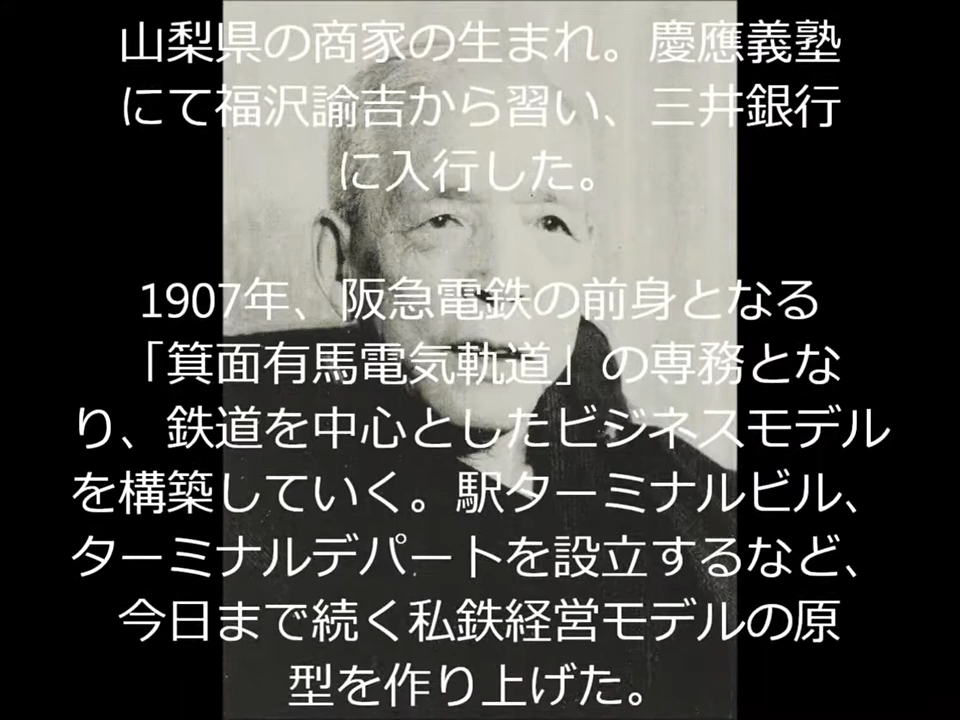 山梨県の商家の生まれ。慶應義塾
にて福沢諭吉から習い、三井銀行
に入行した。
1907年、阪急電鉄の前身となる
「箕面有馬電気軌道」の専務とな
り、鉄道を中心としたビジネスモデル
を構築していく。駅ターミナルビル、
ターミナルデパートを設立するなど、
今日まで続く私鉄経営モデルの原
型を作り上げた。